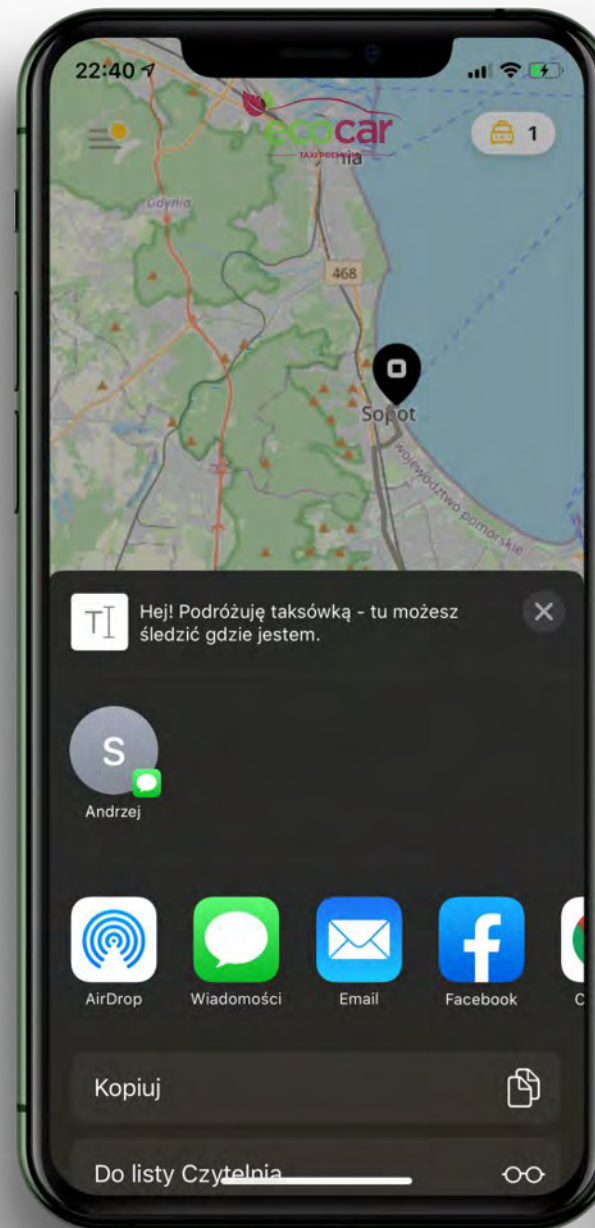 22:40
ecocar
TAXI PREMIUM
nia
1
Gdynia
468
Sopot
województwo pomorskie
Hej! Podróżuję taksówką - tu możesz
śledzić gdzie jestem.
S
Andrzej
AirDrop
Wiadomości
Email
Facebook
C
Kopiuj
Do listy Czytelnia